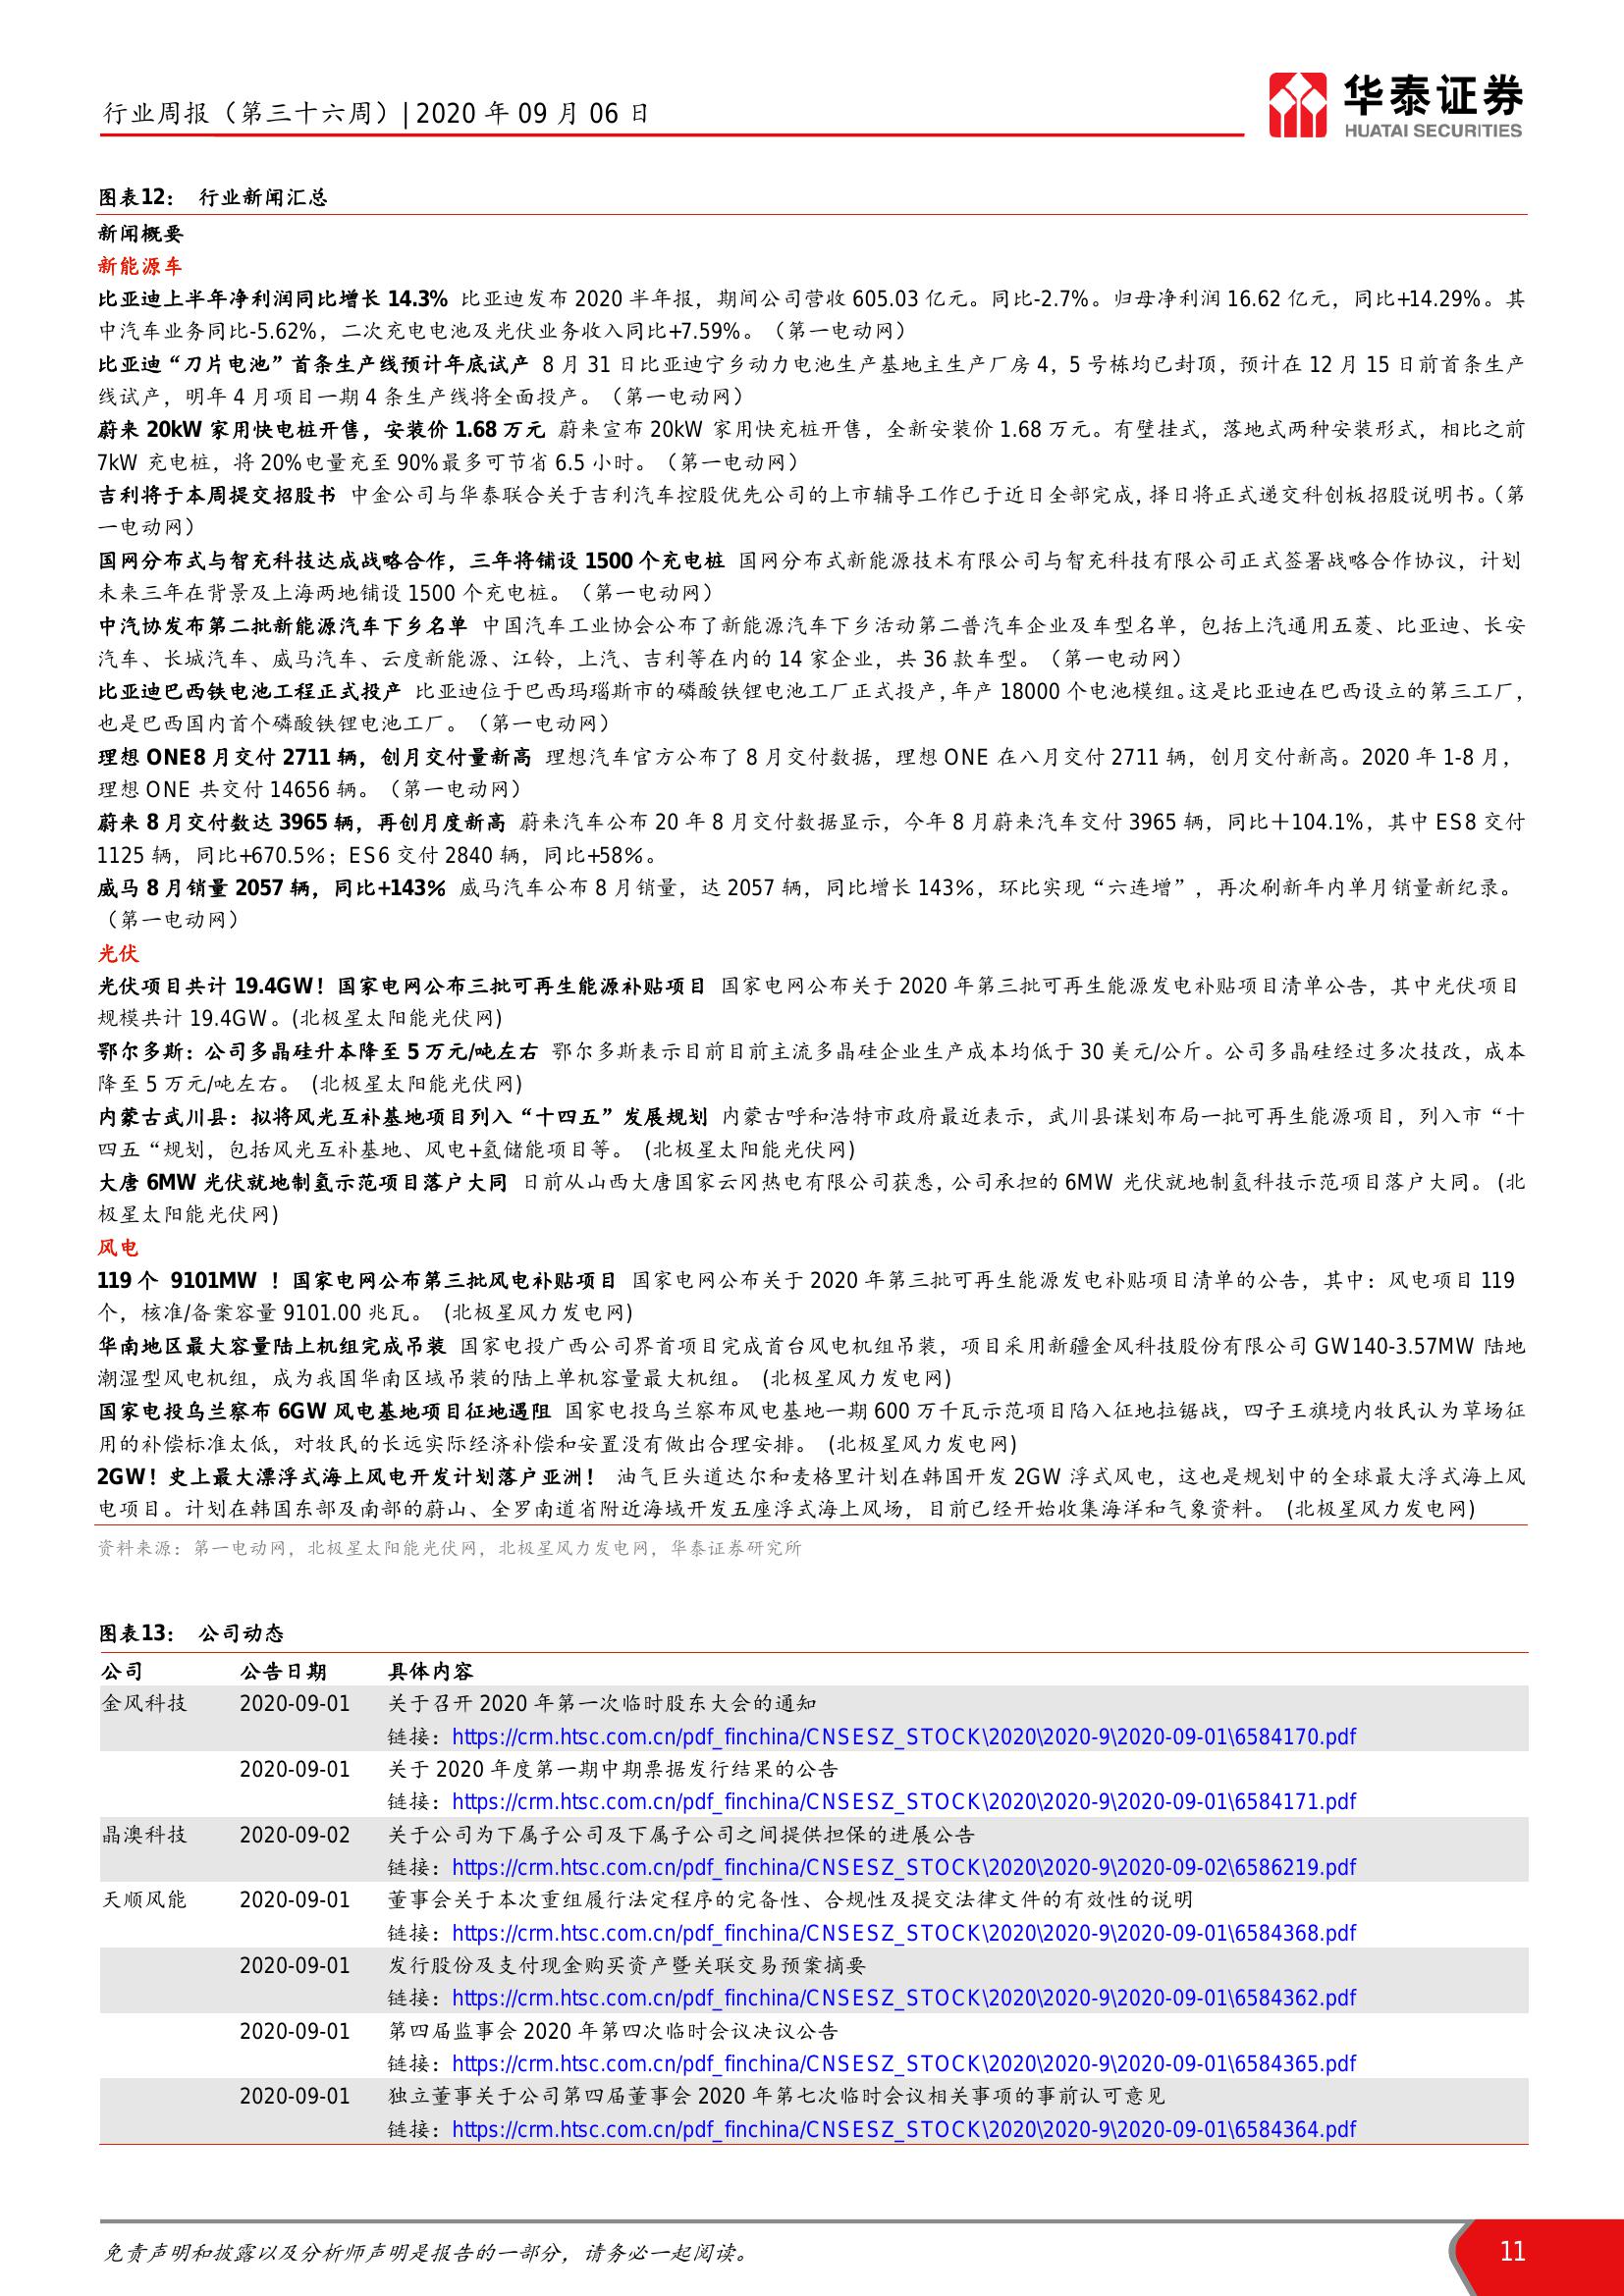 行业周报（第三十六周）| 2020 年 09 月 06 日
华泰证券
HUATAI SECURITIES
图表12： 行业新闻汇总
新闻概要
新能源车
比亚迪上半年净利润同比增长 14.3% 比亚迪发布 2020 半年报，期间公司营收 605.03 亿元。同比-2.7%。归母净利润 16.62 亿元，同比+14.29%。其
中汽车业务同比-5.62%，二次充电电池及光伏业务收入同比+7.59%。（第一电动网）
比亚迪“刀片电池”首条生产线预计年底试产 8 月 31 日比亚迪宁乡动力电池生产基地主生产厂房 4，5 号栋均已封顶，预计在 12 月 15 日前首条生产
线试产，明年 4 月项目一期 4 条生产线将全面投产。（第一电动网）
蔚来 20kW 家用快电桩开售，安装价 1.68 万元 蔚来宣布 20kW 家用快充桩开售，全新安装价 1.68 万元。有壁挂式，落地式两种安装形式，相比之前
7kW 充电桩，将 20%电量充至 90%最多可节省 6.5 小时。（第一电动网）
吉利将于本周提交招股书 中金公司与华泰联合关于吉利汽车控股优先公司的上市辅导工作已于近日全部完成，择日将正式递交科创板招股说明书。（第
一电动网）
国网分布式与智充科技达成战略合作，三年将铺设 1500 个充电桩 国网分布式新能源技术有限公司与智充科技有限公司正式签署战略合作协议，计划
未来三年在背景及上海两地铺设 1500 个充电桩。（第一电动网）
中汽协发布第二批新能源汽车下乡名单 中国汽车工业协会公布了新能源汽车下乡活动第二普汽车企业及车型名单，包括上汽通用五菱、比亚迪、长安
汽车、长城汽车、威马汽车、云度新能源、江铃，上汽、吉利等在内的 14 家企业，共 36 款车型。（第一电动网）
比亚迪巴西铁电池工程正式投产 比亚迪位于巴西玛瑙斯市的磷酸铁锂电池工厂正式投产，年产 18000 个电池模组。这是比亚迪在巴西设立的第三工厂，
也是巴西国内首个磷酸铁锂电池工厂。（第一电动网）
理想 ONE8 月交付 2711 辆，创月交付量新高 理想汽车官方公布了 8 月交付数据，理想 ONE 在八月交付 2711 辆，创月交付新高。2020 年 1-8 月，
理想 ONE 共交付 14656 辆。（第一电动网）
蔚来 8 月交付数达 3965 辆，再创月度新高 蔚来汽车公布 20 年 8 月交付数据显示，今年 8 月蔚来汽车交付 3965 辆，同比＋104.1%，其中 ES8 交付
1125 辆，同比+670.5%；ES6 交付 2840 辆，同比+58%。
威马 8 月销量 2057 辆，同比+143% 威马汽车公布 8 月销量，达 2057 辆，同比增长 143%，环比实现“六连增”，再次刷新年内单月销量新纪录。
（第一电动网）
光伏
光伏项目共计 19.4GW！国家电网公布三批可再生能源补贴项目 国家电网公布关于 2020 年第三批可再生能源发电补贴项目清单公告，其中光伏项目
规模共计 19.4GW。(北极星太阳能光伏网)
鄂尔多斯：公司多晶硅升本降至 5 万元/吨左右 鄂尔多斯表示目前目前主流多晶硅企业生产成本均低于 30 美元/公斤。公司多晶硅经过多次技改，成本
降至 5 万元/吨左右。 (北极星太阳能光伏网)
内蒙古武川县：拟将风光互补基地项目列入“十四五”发展规划 内蒙古呼和浩特市政府最近表示，武川县谋划布局一批可再生能源项目，列入市“十
四五“规划，包括风光互补基地、风电+氢储能项目等。 (北极星太阳能光伏网)
大唐 6MW 光伏就地制氢示范项目落户大同 日前从山西大唐国家云冈热电有限公司获悉，公司承担的 6MW 光伏就地制氢科技示范项目落户大同。 (北
极星太阳能光伏网)
风电
119 个 9101MW ！国家电网公布第三批风电补贴项目 国家电网公布关于 2020 年第三批可再生能源发电补贴项目清单的公告，其中：风电项目 119
个，核准/备案容量 9101.00 兆瓦。 (北极星风力发电网)
华南地区最大容量陆上机组完成吊装 国家电投广西公司界首项目完成首台风电机组吊装，项目采用新疆金风科技股份有限公司 GW140-3.57MW 陆地
潮湿型风电机组，成为我国华南区域吊装的陆上单机容量最大机组。 (北极星风力发电网)
国家电投乌兰察布 6GW 风电基地项目征地遇阻 国家电投乌兰察布风电基地一期 600 万千瓦示范项目陷入征地拉锯战，四子王旗境内牧民认为草场征
用的补偿标准太低，对牧民的长远实际经济补偿和安置没有做出合理安排。 (北极星风力发电网)
2GW！史上最大漂浮式海上风电开发计划落户亚洲！ 油气巨头道达尔和麦格里计划在韩国开发 2GW 浮式风电，这也是规划中的全球最大浮式海上风
电项目。计划在韩国东部及南部的蔚山、全罗南道省附近海域开发五座浮式海上风场，目前已经开始收集海洋和气象资料。 (北极星风力发电网)
资料来源：第一电动网，北极星太阳能光伏网，北极星风力发电网，华泰证券研究所
图表13： 公司动态
公司 公告日期 具体内容
金风科技 2020-09-01 关于召开 2020 年第一次临时股东大会的通知
链接：https://crm.htsc.com.cn/pdf_finchina/CNSESZ_STOCK\2020\2020-9\2020-09-01\6584170.pdf
2020-09-01 关于 2020 年度第一期中期票据发行结果的公告
链接：https://crm.htsc.com.cn/pdf_finchina/CNSESZ_STOCK\2020\2020-9\2020-09-01\6584171.pdf
晶澳科技 2020-09-02 关于公司为下属子公司及下属子公司之间提供担保的进展公告
链接：https://crm.htsc.com.cn/pdf_finchina/CNSESZ_STOCK\2020\2020-9\2020-09-02\6586219.pdf
天顺风能 2020-09-01 董事会关于本次重组履行法定程序的完备性、合规性及提交法律文件的有效性的说明
链接：https://crm.htsc.com.cn/pdf_finchina/CNSESZ_STOCK\2020\2020-9\2020-09-01\6584368.pdf
2020-09-01 发行股份及支付现金购买资产暨关联交易预案摘要
链接：https://crm.htsc.com.cn/pdf_finchina/CNSESZ_STOCK\2020\2020-9\2020-09-01\6584362.pdf
2020-09-01 第四届监事会 2020 年第四次临时会议决议公告
链接：https://crm.htsc.com.cn/pdf_finchina/CNSESZ_STOCK\2020\2020-9\2020-09-01\6584365.pdf
2020-09-01 独立董事关于公司第四届董事会 2020 年第七次临时会议相关事项的事前认可意见
链接：https://crm.htsc.com.cn/pdf_finchina/CNSESZ_STOCK\2020\2020-9\2020-09-01\6584364.pdf
免责声明和披露以及分析师声明是报告的一部分，请务必一起阅读。
11